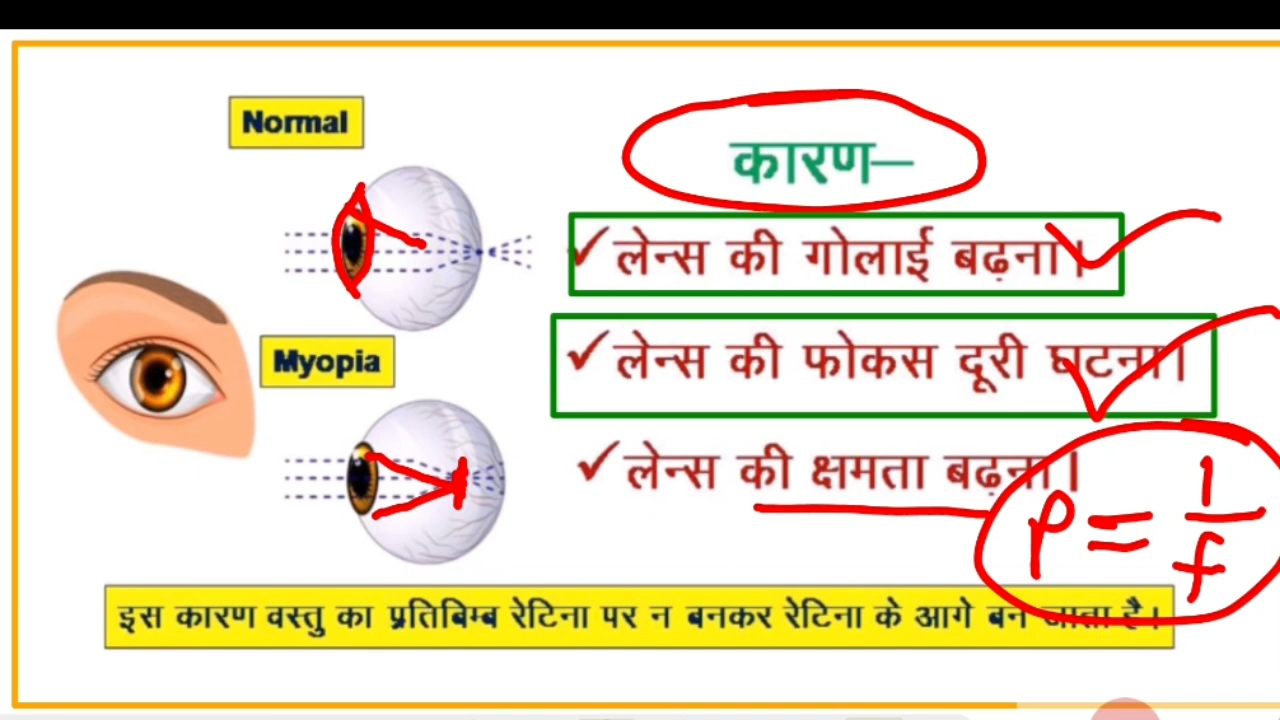 Normal
कारण–
✓ लेन्स की गोलाई बढ़ना।
Myopia
✓ लेन्स की फोकस दूरी घटना।
✓ लेन्स की क्षमता बढ़ना।
P = 1/f
इस कारण वस्तु का प्रतिबिम्ब रेटिना पर न बनकर रेटिना के आगे बन जाता है।